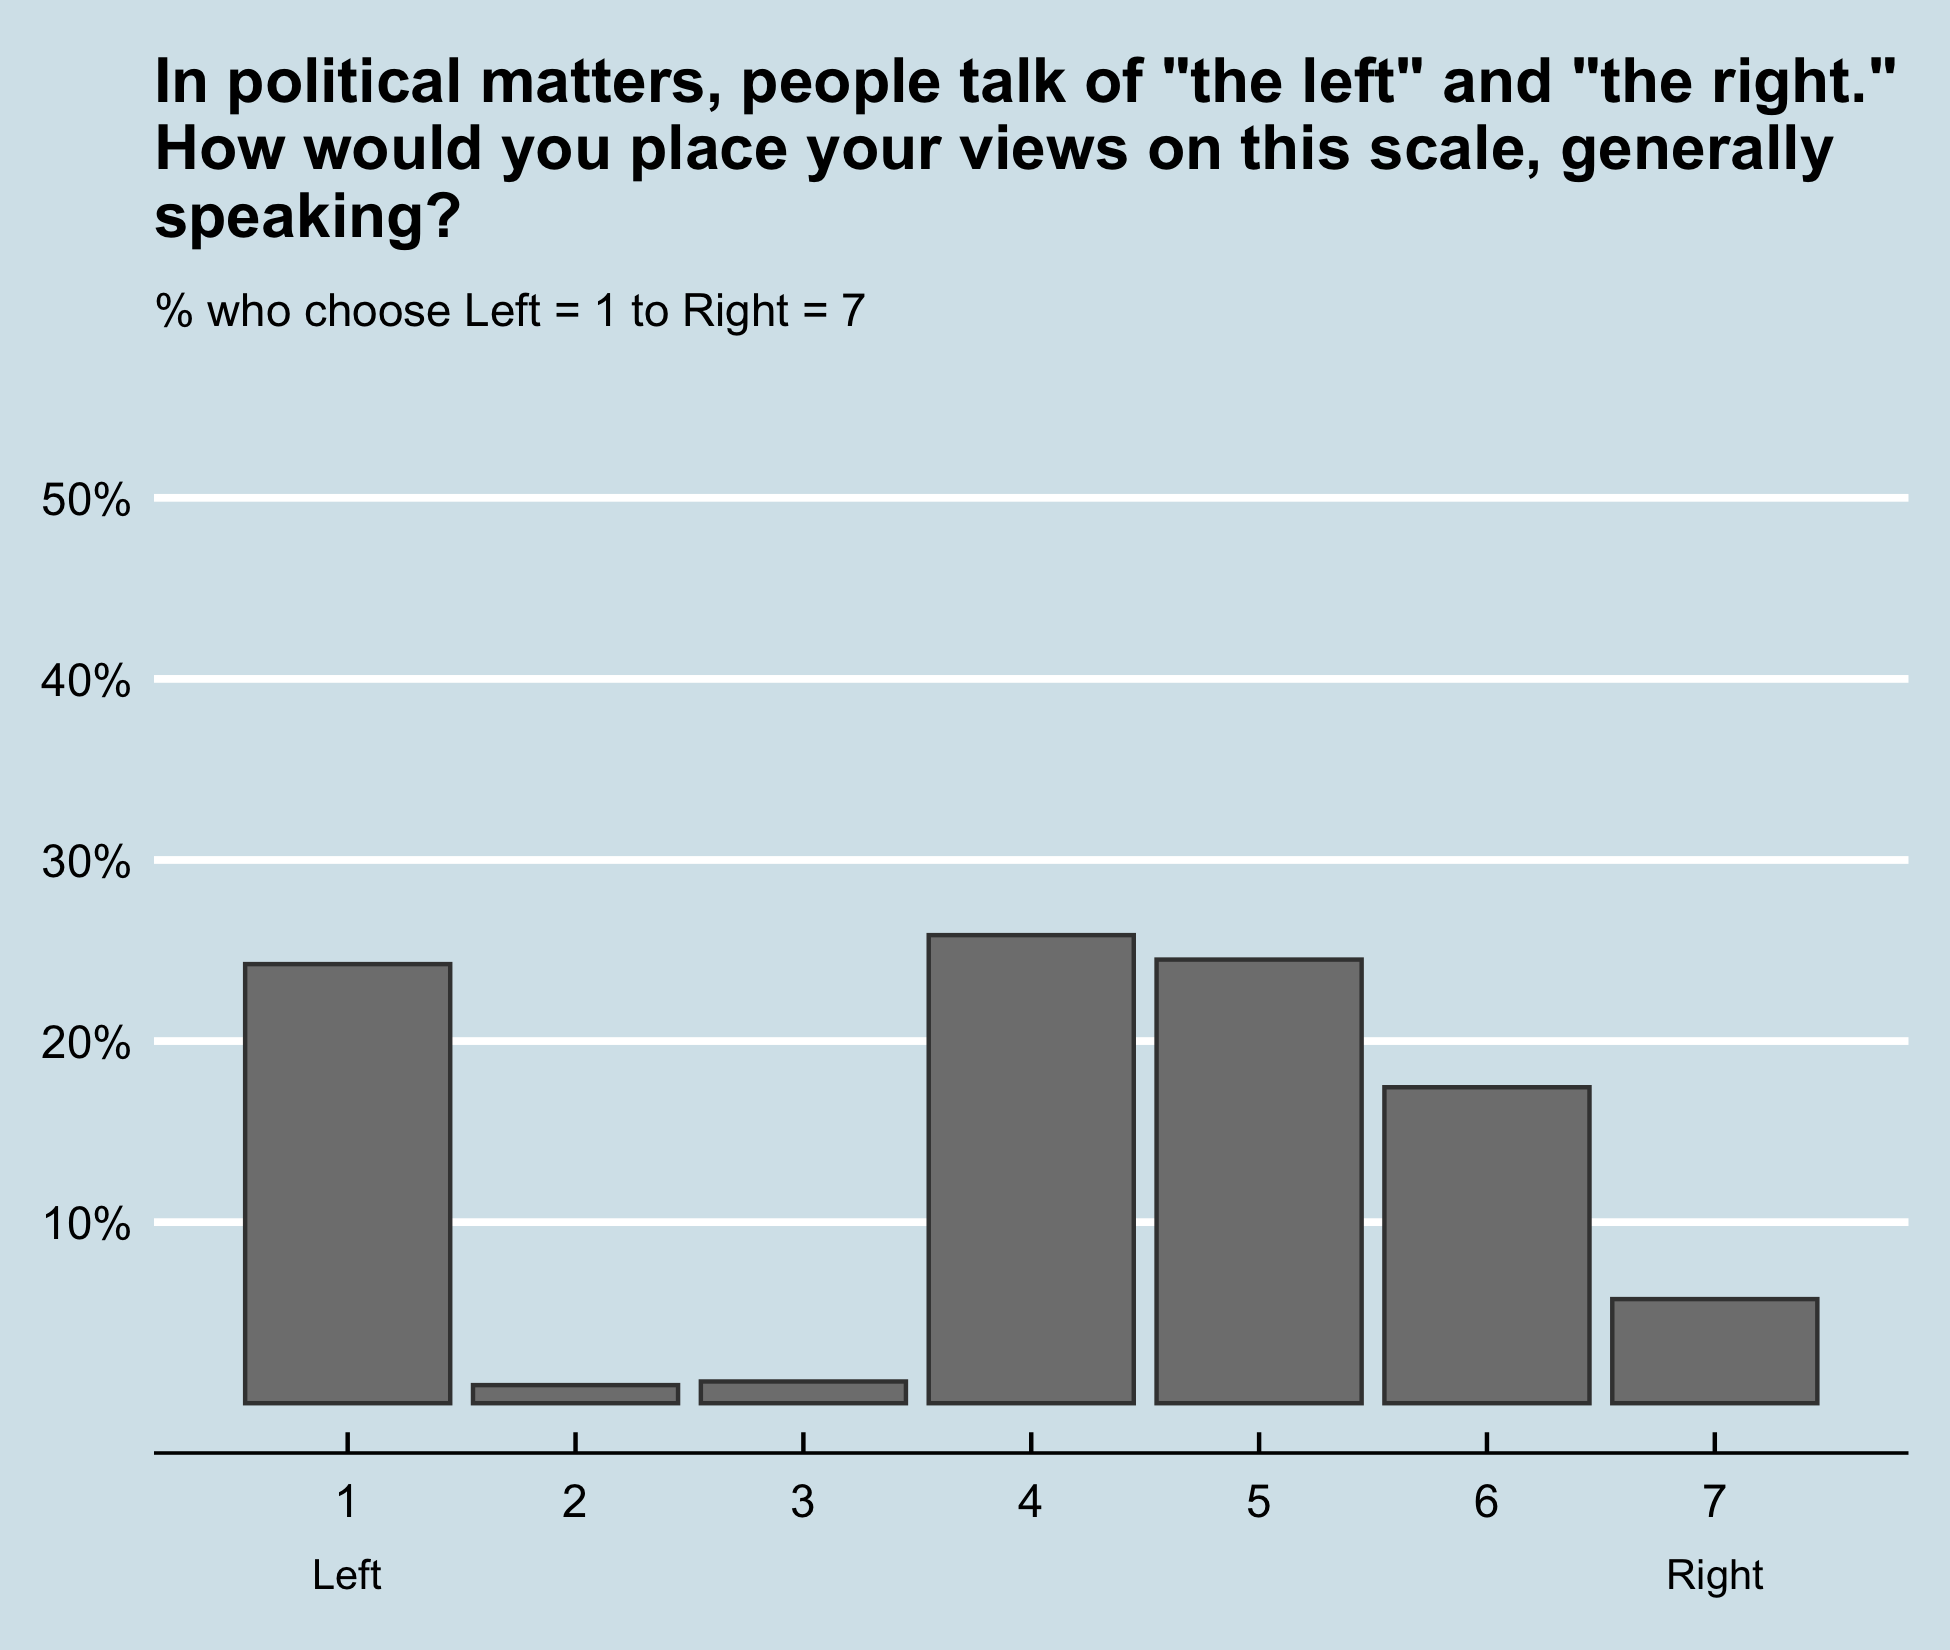 In political matters, people talk of "the left" and "the right."
How would you place your views on this scale, generally
speaking?
% who choose Left = 1 to Right = 7
50%
40%
30%
20%
10%
1 2 3 4 5 6 7
Left Right